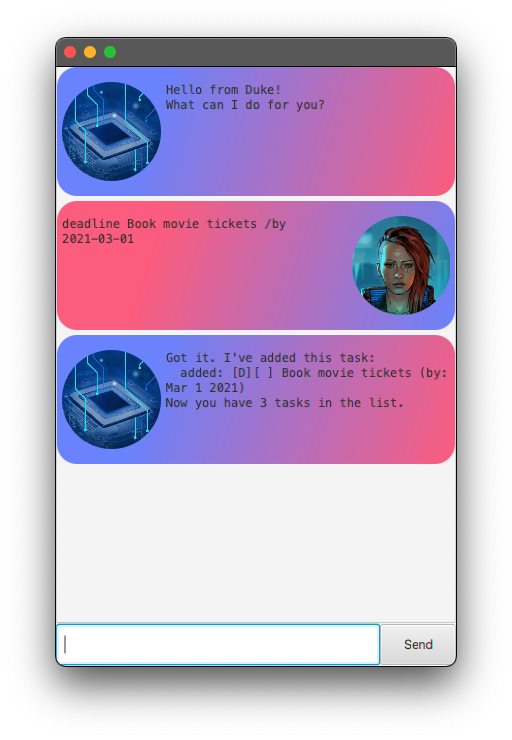 Hello from Duke!
What can I do for you?
deadline Book movie tickets /by
2021-03-01
Got it. I've added this task:
  added: [D][ ] Book movie tickets (by:
Mar 1 2021)
Now you have 3 tasks in the list.
Send